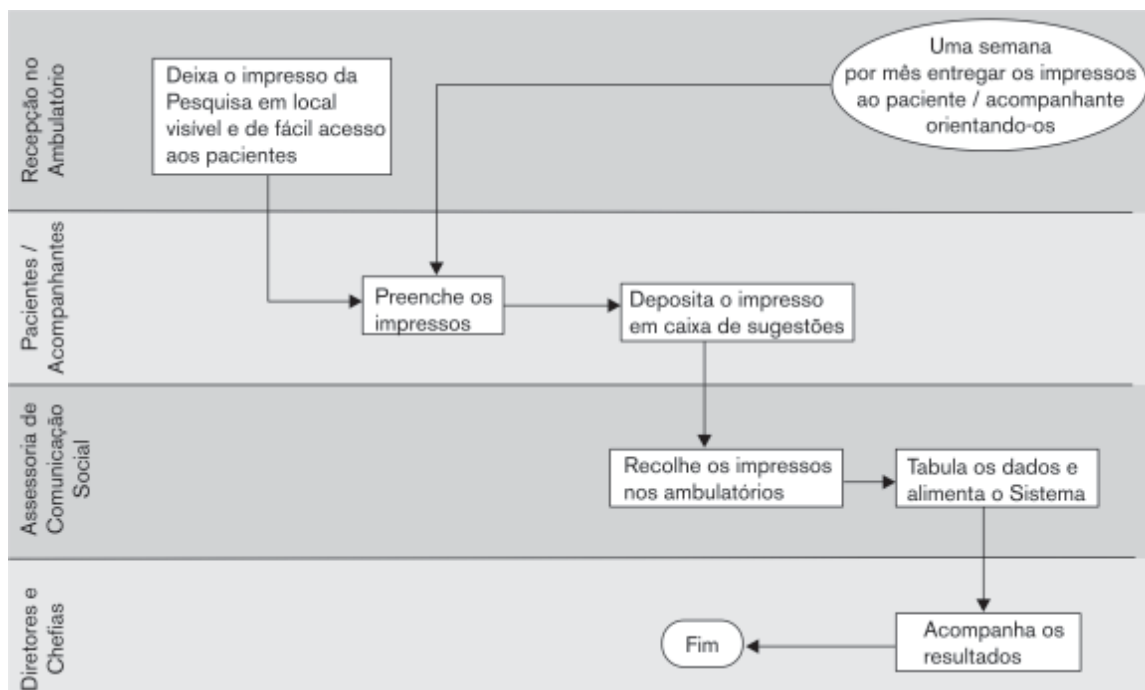 Recepção no
Ambulatório
Deixa o impresso da
Pesquisa em local
visível e de fácil acesso
aos pacientes
Uma semana
por mês entregar os impressos
ao paciente / acompanhante
orientando-os
Pacientes /
Acompanhantes
Preenche os
impressos
Deposita o impresso
em caixa de sugestões
Assessoria de
Comunicação
Social
Recolhe os impressos
nos ambulatórios
Tabula os dados e
alimenta o Sistema
Diretores e
Chefias
Fim
Acompanha os
resultados